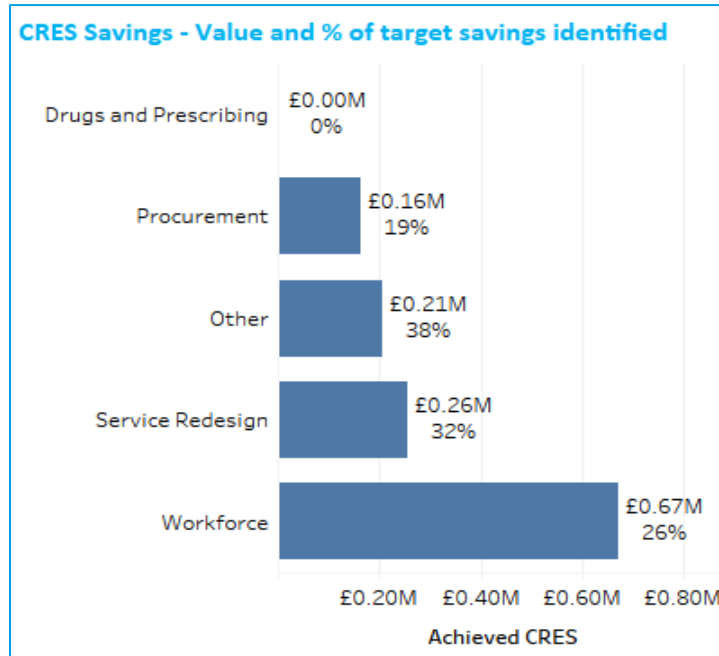 CRES Savings - Value and % of target savings identified
Drugs and Prescribing
£0.00M
0%
Procurement
£0.16M
19%
Other
£0.21M
38%
Service Redesign
£0.26M
32%
Workforce
£0.67M
26%
£0.20M £0.40M £0.60M £0.80M
Achieved CRES